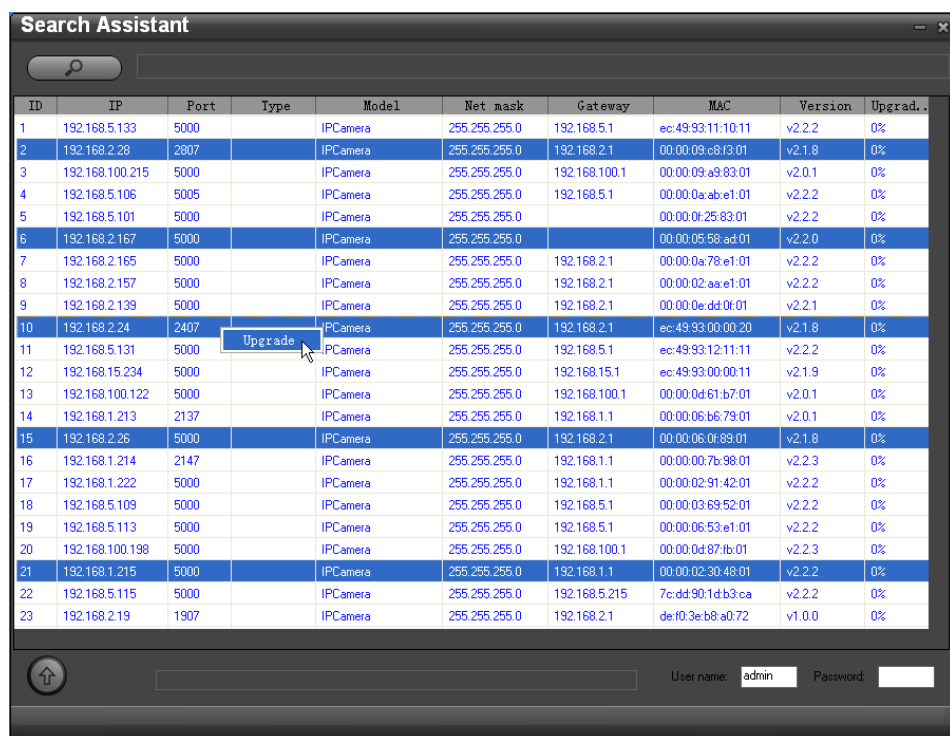 Search Assistant
ID IP Port Type Model Net mask Gateway MAC Version Upgrad..
1 192.168.5.133 5000 IPCamera 255.255.255.0 192.168.5.1 ec:49:93:11:10:11 v2.2.2 0%
2 192.168.2.28 2807 IPCamera 255.255.255.0 192.168.2.1 00:00:09:c8:f3:01 v2.1.8 0%
3 192.168.100.215 5000 IPCamera 255.255.255.0 192.168.100.1 00:00:09:a9:83:01 v2.0.1 0%
4 192.168.5.106 5005 IPCamera 255.255.255.0 192.168.5.1 00:00:0a:ab:e1:01 v2.2.2 0%
5 192.168.5.101 5000 IPCamera 255.255.255.0 00:00:0f:25:83:01 v2.2.2 0%
6 192.168.2.167 5000 IPCamera 255.255.255.0 00:00:05:58:ad:01 v2.2.0 0%
7 192.168.2.165 5000 IPCamera 255.255.255.0 192.168.2.1 00:00:0a:78:e1:01 v2.2.2 0%
8 192.168.2.157 5000 IPCamera 255.255.255.0 192.168.2.1 00:00:02:aa:e1:01 v2.2.2 0%
9 192.168.2.139 5000 IPCamera 255.255.255.0 192.168.2.1 00:00:0e:dd:0f:01 v2.2.1 0%
10 192.168.2.24 2407 IPCamera 255.255.255.0 192.168.2.1 ec:49:93:00:00:20 v2.1.8 0%
Upgrade
11 192.168.5.131 5000 IPCamera 255.255.255.0 192.168.5.1 ec:49:93:12:11:11 v2.2.2 0%
12 192.168.15.234 5000 IPCamera 255.255.255.0 192.168.15.1 ec:49:93:00:00:11 v2.1.9 0%
13 192.168.100.122 5000 IPCamera 255.255.255.0 192.168.100.1 00:00:0d:61:b7:01 v2.0.1 0%
14 192.168.1.213 2137 IPCamera 255.255.255.0 192.168.1.1 00:00:06:b6:79:01 v2.0.1 0%
15 192.168.2.26 5000 IPCamera 255.255.255.0 192.168.2.1 00:00:06:0f:89:01 v2.1.8 0%
16 192.168.1.214 2147 IPCamera 255.255.255.0 192.168.1.1 00:00:00:7b:98:01 v2.2.3 0%
17 192.168.1.222 5000 IPCamera 255.255.255.0 192.168.1.1 00:00:02:91:42:01 v2.2.2 0%
18 192.168.5.109 5000 IPCamera 255.255.255.0 192.168.5.1 00:00:03:69:52:01 v2.2.2 0%
19 192.168.5.113 5000 IPCamera 255.255.255.0 192.168.5.1 00:00:06:53:e1:01 v2.2.2 0%
20 192.168.100.198 5000 IPCamera 255.255.255.0 192.168.100.1 00:00:0d:87:fb:01 v2.2.3 0%
21 192.168.1.215 5000 IPCamera 255.255.255.0 192.168.1.1 00:00:02:30:48:01 v2.2.2 0%
22 192.168.5.115 5000 IPCamera 255.255.255.0 192.168.5.215 7c:dd:90:1d:b3:ca v2.2.2 0%
23 192.168.2.19 1907 IPCamera 255.255.255.0 192.168.2.1 de:f0:3e:b8:a0:72 v1.0.0 0%
User name: admin Password: